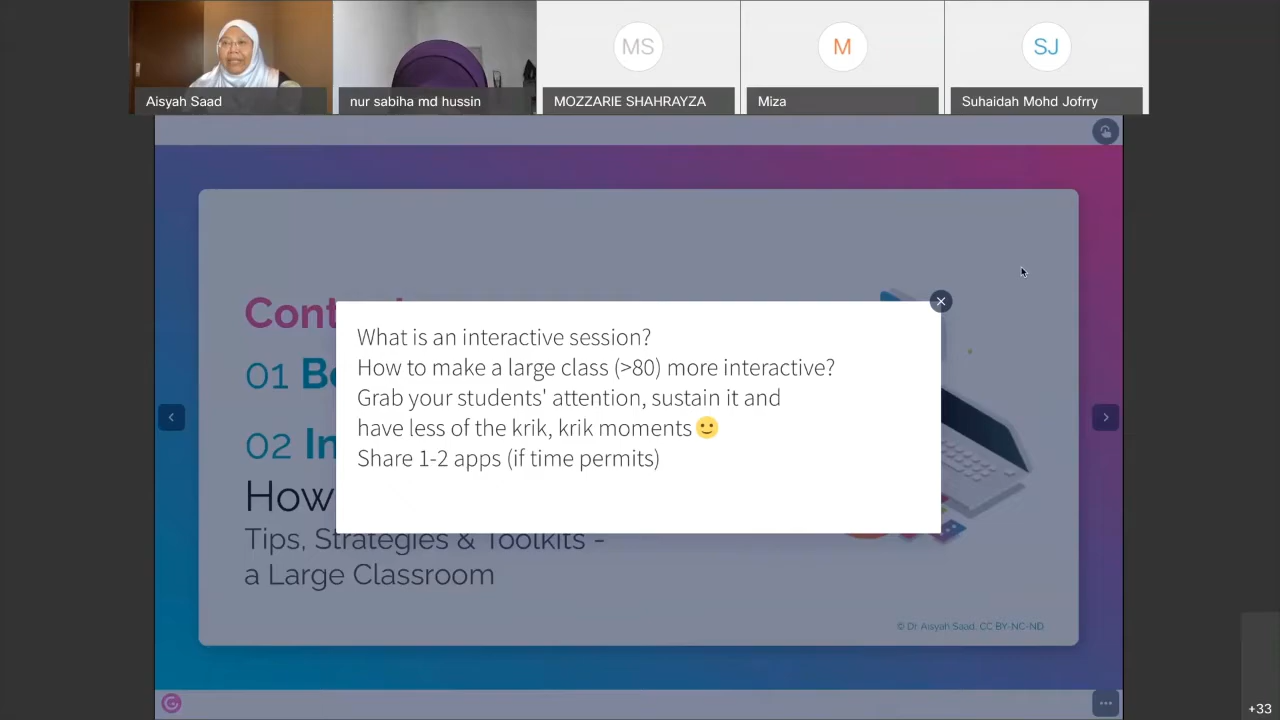 MS
M
SJ
Aisyah Saad
nur sabiha md hussin
MOZZARIE SHAHRAYZA
Miza
Suhaidah Mohd Jofrry
Cont
01 Be
02 In
How
Tips, Strategies & Toolkits -
a Large Classroom
What is an interactive session?
How to make a large class (>80) more interactive?
Grab your students' attention, sustain it and
have less of the krik, krik moments🙂
Share 1-2 apps (if time permits)
© Dr. Aisyah Saad, CC BY-NC-ND
+33